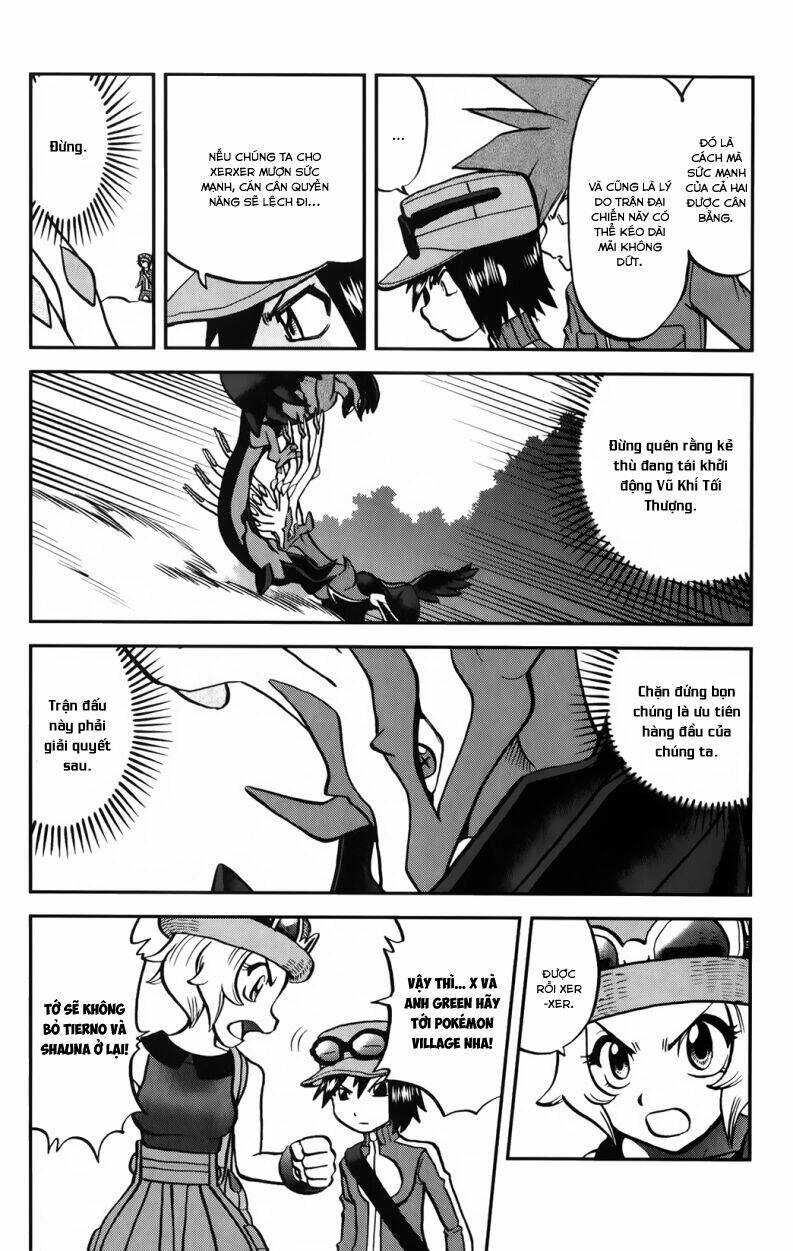 ĐÓ LÀ
CÁCH MÀ
SỨC MẠNH
CỦA CẢ HAI
ĐƯỢC CÂN
BẰNG.
VÀ CŨNG LÀ LÝ
DO TRẬN ĐẠI
CHIẾN NÀY CÓ
THỂ KÉO DÀI
MÃI KHÔNG
DỨT.
...
NẾU CHÚNG TA CHO
XERXER MƯỢN SỨC
MẠNH, CÁN CÂN QUYỀN
NĂNG SẼ LỆCH ĐI...
Đừng.
Đừng quên rằng kẻ
thù đang tái khởi
động Vũ Khí Tối
Thượng.
Chặn đứng bọn
chúng là ưu tiên
hàng đầu của
chúng ta.
Trận đấu
này phải
giải quyết
sau.
ĐƯỢC
RỒI XER
-XER.
VẬY THÌ... X VÀ
ANH GREEN HÃY
TỚI POKÉMON
VILLAGE NHA!
TỚ SẼ KHÔNG
BỎ TIERNO VÀ
SHAUNA Ở LẠI!